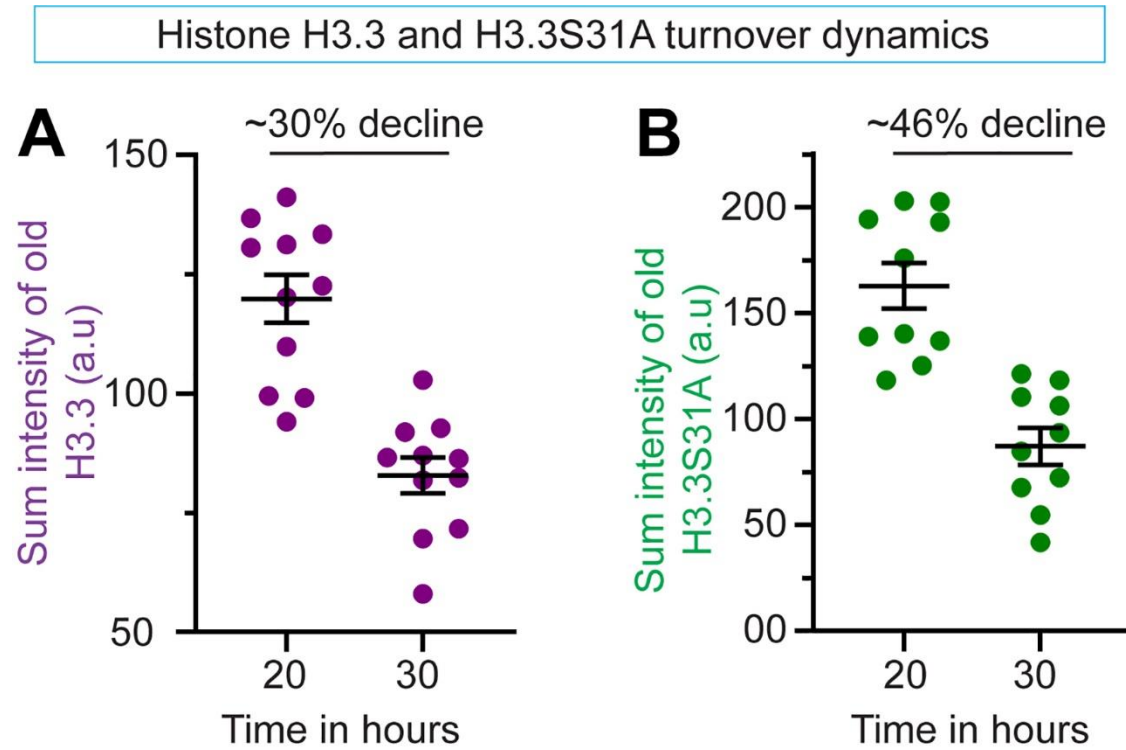 Histone H3.3 and H3.3S31A turnover dynamics
A
~30% decline
150
100
50
Sum intensity of old
H3.3 (a.u)
20
30
Time in hours
B
~46% decline
200
150
100
50
00
Sum intensity of old
H3.3S31A (a.u)
20
30
Time in hours